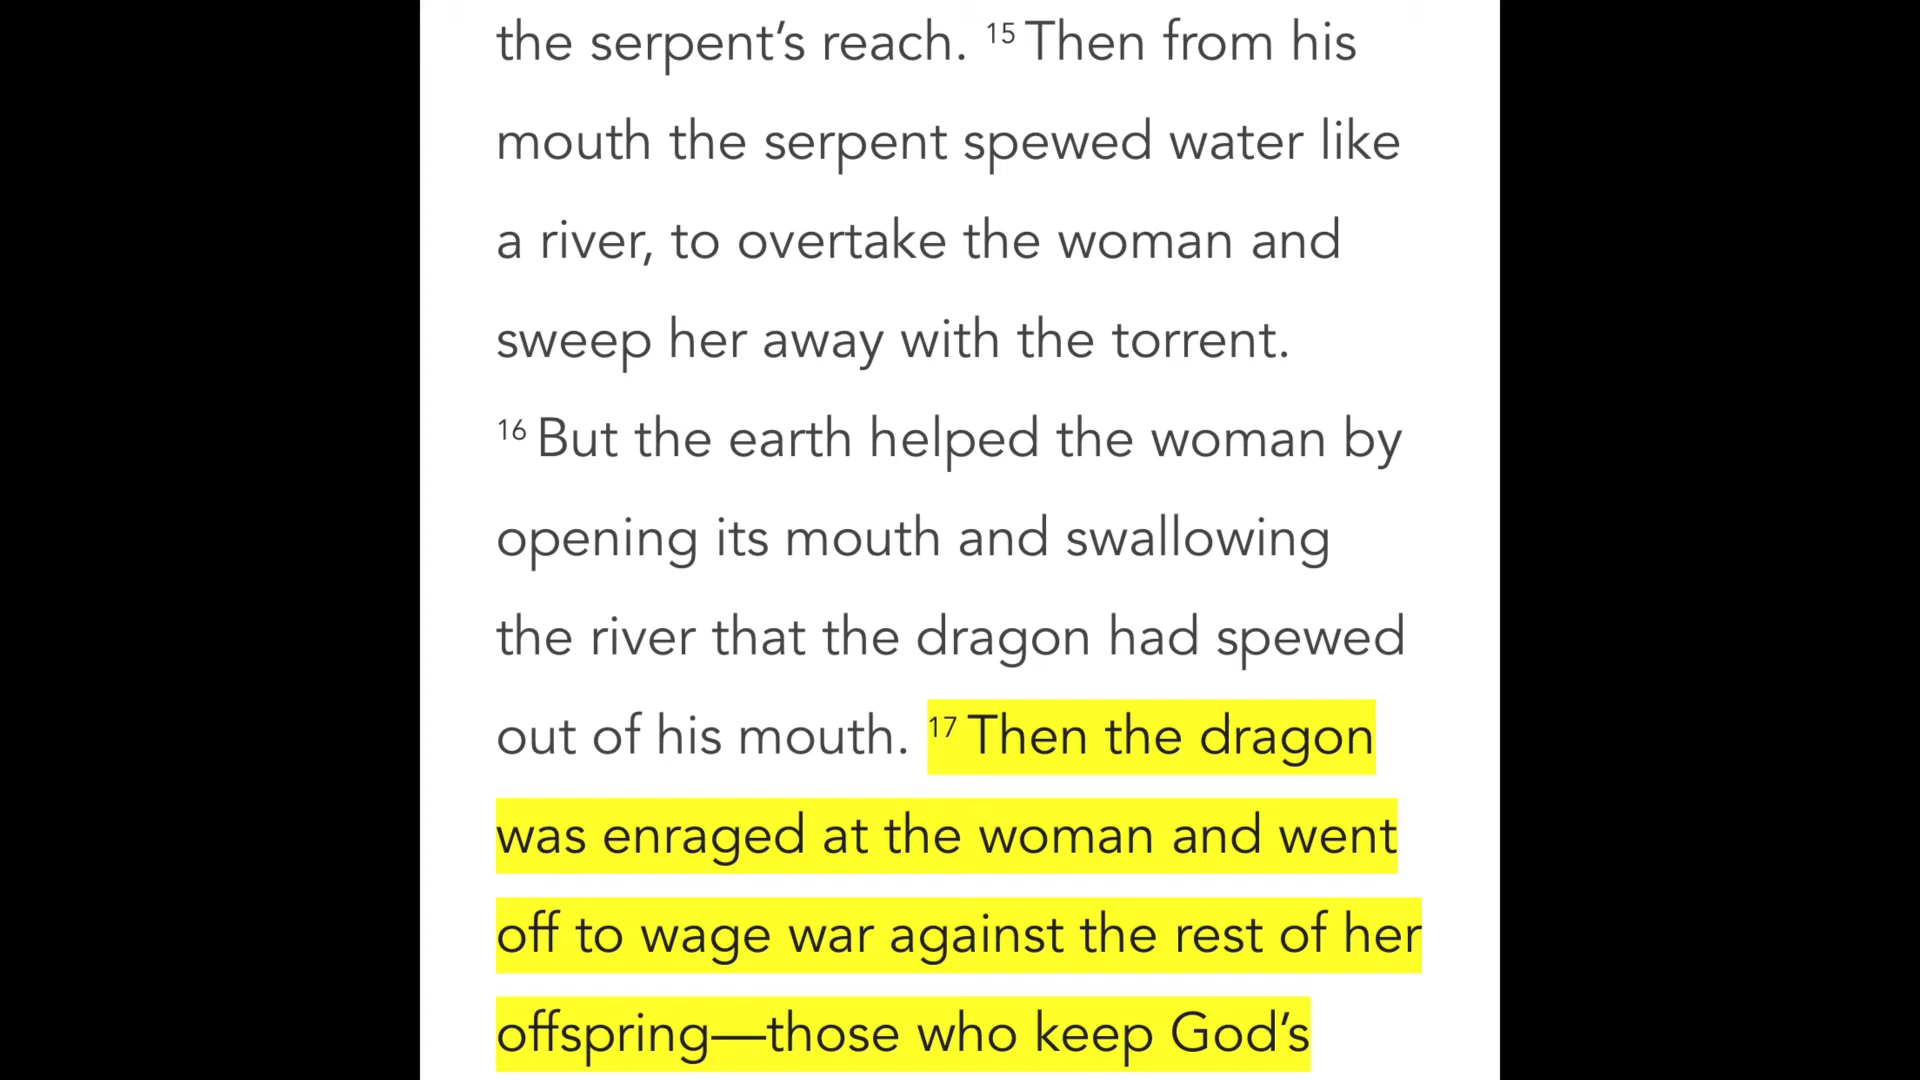 the serpent’s reach. 15 Then from his
mouth the serpent spewed water like
a river, to overtake the woman and
sweep her away with the torrent.
16 But the earth helped the woman by
opening its mouth and swallowing
the river that the dragon had spewed
out of his mouth. 17 Then the dragon
was enraged at the woman and went
off to wage war against the rest of her
offspring—those who keep God’s